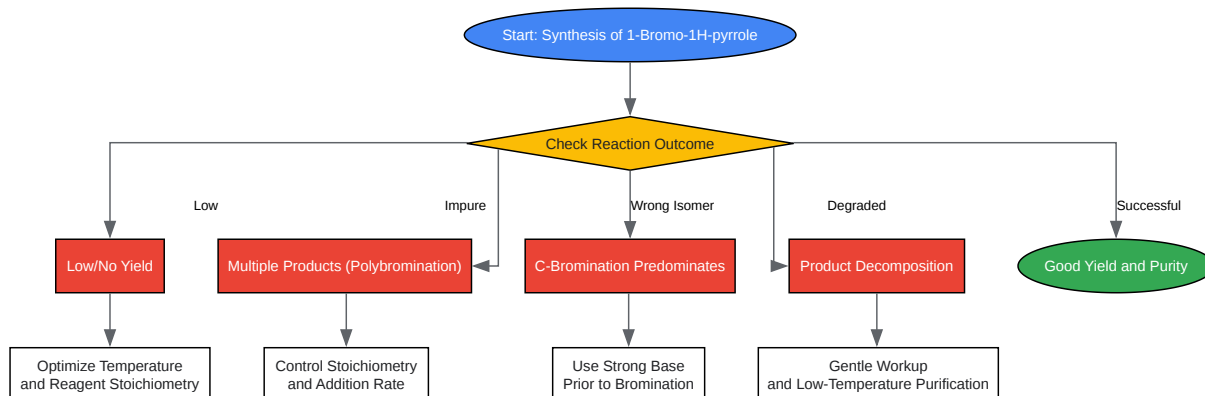 Start: Synthesis of 1-Bromo-1H-pyrrole
Check Reaction Outcome
Low
Impure
Wrong Isomer
Degraded
Successful
Low/No Yield
Multiple Products (Polybromination)
C-Bromination Predominates
Product Decomposition
Good Yield and Purity
Optimize Temperature
and Reagent Stoichiometry
Control Stoichiometry
and Addition Rate
Use Strong Base
Prior to Bromination
Gentle Workup
and Low-Temperature Purification